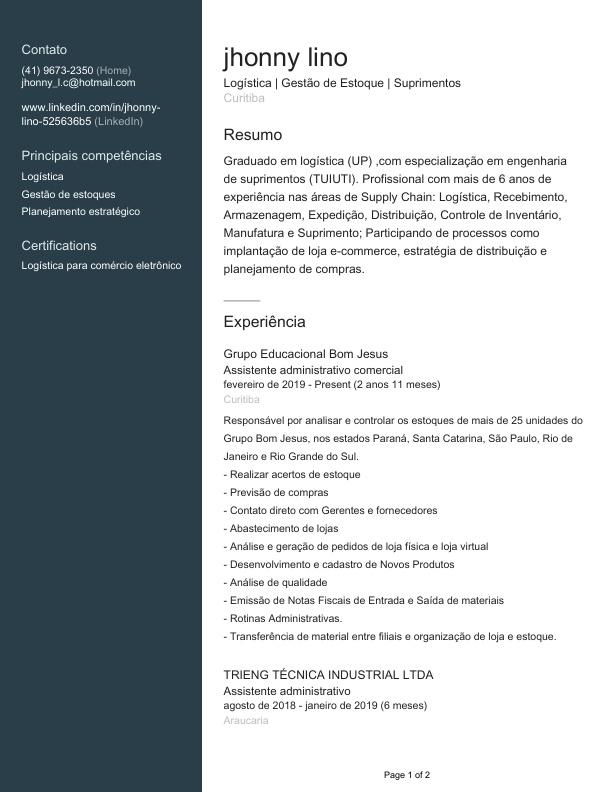 Contato
(41) 9673-2350 (Home)
jhonny_l.c@hotmail.com
www.linkedin.com/in/jhonny-
lino-525636b5 (LinkedIn)
Principais competências
Logística
Gestão de estoques
Planejamento estratégico
Certifications
Logística para comércio eletrônico
jhonny lino
Logística | Gestão de Estoque | Suprimentos
Curitiba
Resumo
Graduado em logística (UP) ,com especialização em engenharia
de suprimentos (TUIUTI). Profissional com mais de 6 anos de
experiência nas áreas de Supply Chain: Logística, Recebimento,
Armazenagem, Expedição, Distribuição, Controle de Inventário,
Manufatura e Suprimento; Participando de processos como
implantação de loja e-commerce, estratégia de distribuição e
planejamento de compras.
Experiência
Grupo Educacional Bom Jesus
Assistente administrativo comercial
fevereiro de 2019 - Present (2 anos 11 meses)
Curitiba
Responsável por analisar e controlar os estoques de mais de 25 unidades do
Grupo Bom Jesus, nos estados Paraná, Santa Catarina, São Paulo, Rio de
Janeiro e Rio Grande do Sul.
- Realizar acertos de estoque
- Previsão de compras
- Contato direto com Gerentes e fornecedores
- Abastecimento de lojas
- Análise e geração de pedidos de loja física e loja virtual
- Desenvolvimento e cadastro de Novos Produtos
- Análise de qualidade
- Emissão de Notas Fiscais de Entrada e Saída de materiais
- Rotinas Administrativas.
- Transferência de material entre filiais e organização de loja e estoque.
TRIENG TÉCNICA INDUSTRIAL LTDA
Assistente administrativo
agosto de 2018 - janeiro de 2019 (6 meses)
Araucaria
Page 1 of 2